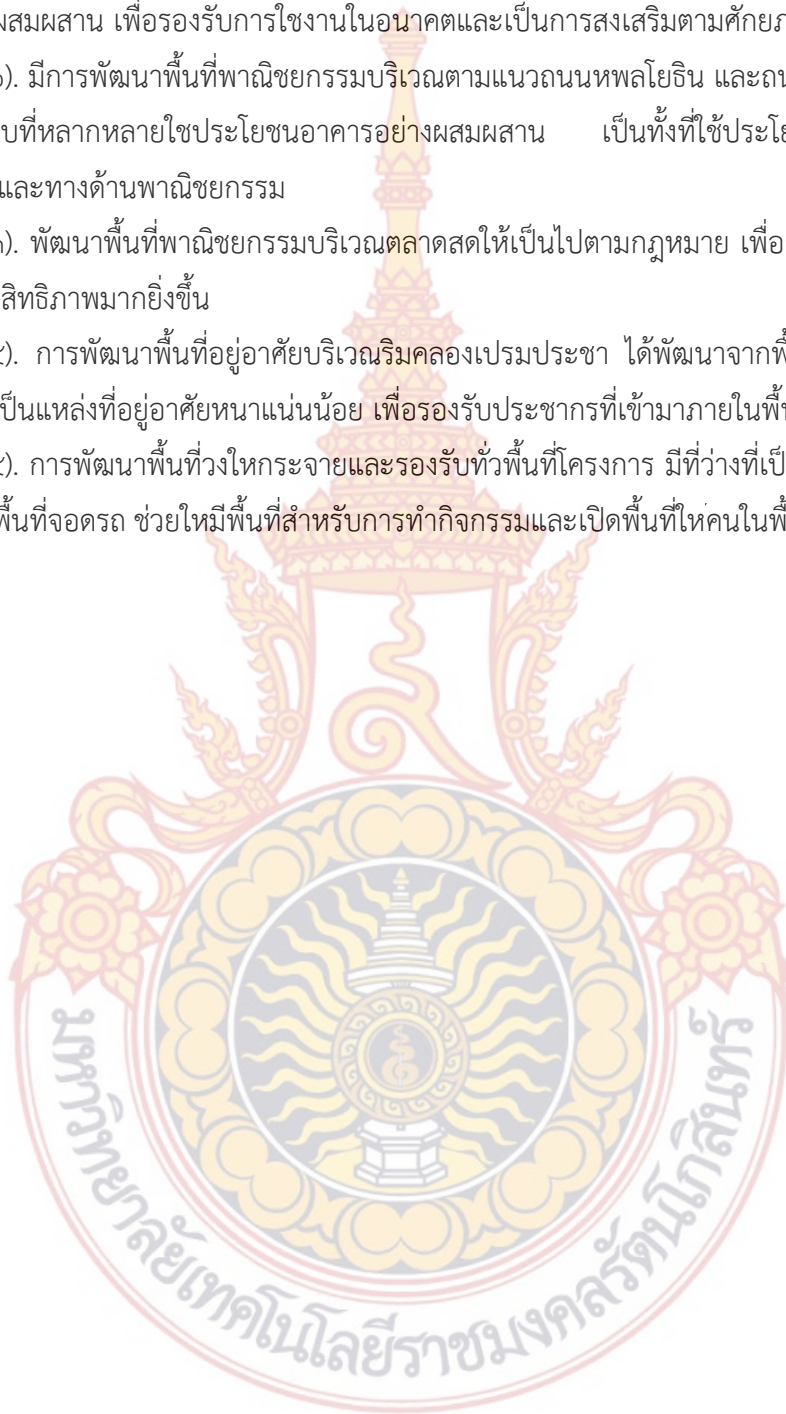 ผสมผสาน เพื่อรองรับการใชงานในอนาคตและเป็นการสงเสริมตามศักยภ
๒). มีการพัฒนาพื้นที่พาณิชยกรรมบริเวณตามแนวถนนหพลโยธิน และถน
บที่หลากหลายใชประโยชนอาคารอย่างผสมผสาน เป็นทั้งที่ใช้ประโย
และทางด้านพาณิชยกรรม
๓). พัฒนาพื้นที่พาณิชยกรรมบริเวณตลาดสดให้เป็นไปตามกฎหมาย เพื่อ
สิทธิภาพมากยิ่งขึ้น
๔). การพัฒนาพื้นที่อยู่อาศัยบริเวณริมคลองเปรมประชา ได้พัฒนาจากพื้
เป็นแหล่งที่อยู่อาศัยหนาแน่นน้อย เพื่อรองรับประชากรที่เข้ามาภายในพื้น
๕). การพัฒนาพื้นที่วงใหกระจายและรองรับทั่วพื้นที่โครงการ มีที่ว่างที่เป็
พื้นที่จอดรถ ช่วยใหมีพื้นที่สำหรับการทำกิจกรรมและเปิดพื้นที่ให่คนในพื้
มหาวิทยาลัยเทคโนโลยีราชมงคลรัตนโกสินทร์